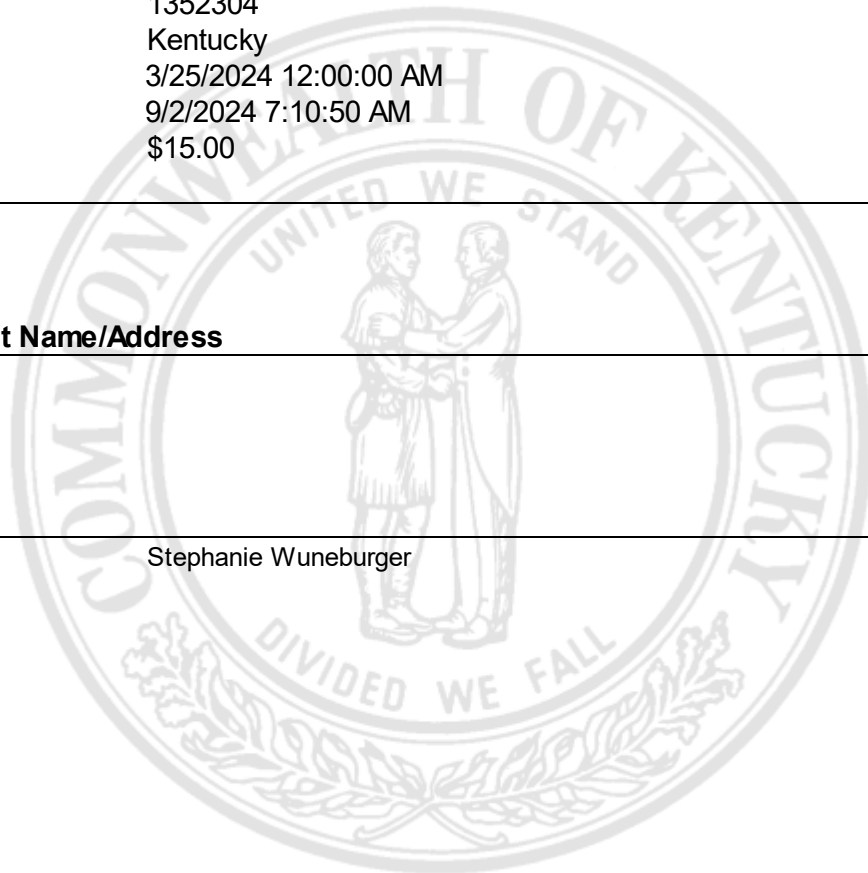 1352304
Kentucky
3/25/2024 12:00:00 AM
9/2/2024 7:10:50 AM
$15.00
COMMONWEALTH OF KENTUCKY
UNITED WE STAND
t Name/Address
Stephanie Wuneburger
DIVIDED WE FALL